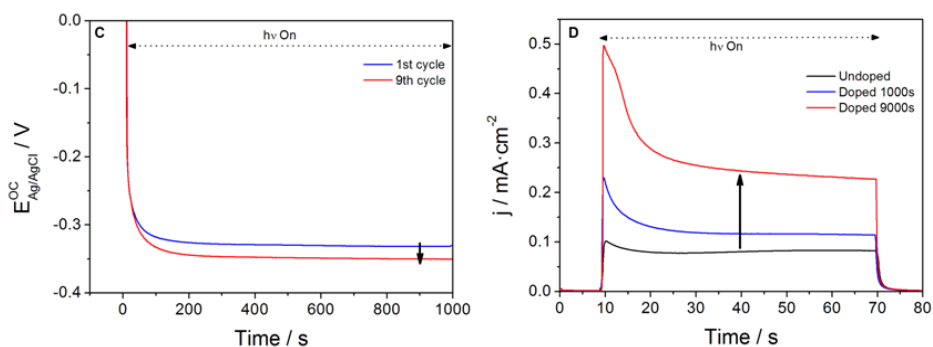 C
hν On
1st cycle
9th cycle
E^OC_Ag/AgCl / V
0.0
-0.1
-0.2
-0.3
-0.4
0
200
400
600
800
1000
Time / s
D
hν On
Undoped
Doped 1000s
Doped 9000s
j / mA·cm⁻²
0.5
0.4
0.3
0.2
0.1
0.0
0
10
20
30
40
50
60
70
80
Time / s